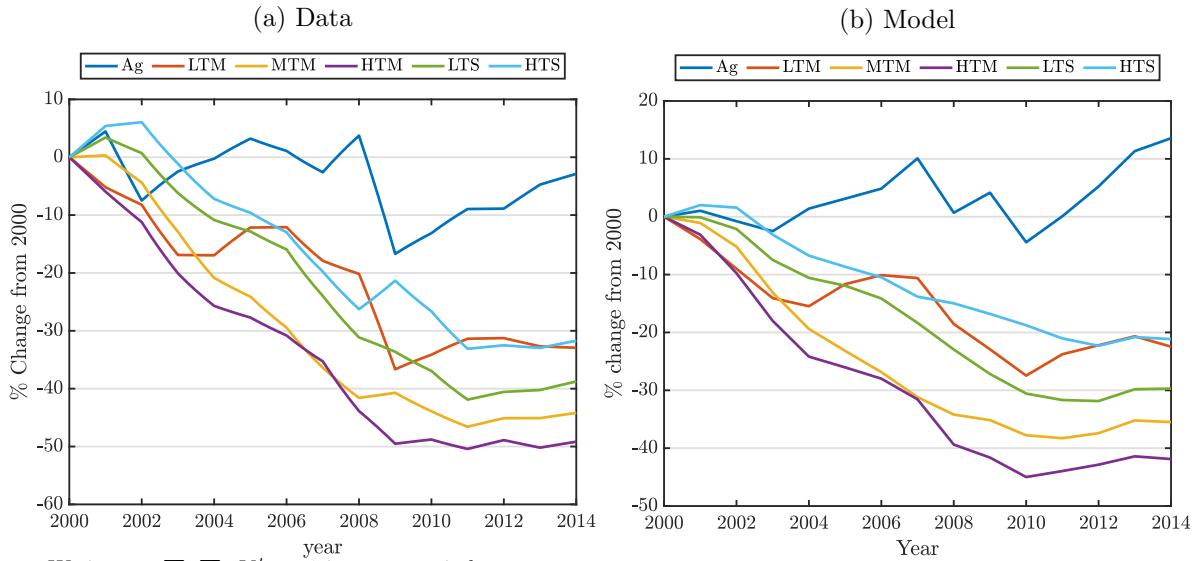 (a) Data
Ag LTM MTM HTM LTS HTS
10
0
-10
-20
-30
-40
-50
-60
% Change from 2000
2000 2002 2004 2006 2008 2010 2012 2014
year
(b) Model
Ag LTM MTM HTM LTS HTS
20
10
0
-10
-20
-30
-40
-50
% change from 2000
2000 2002 2004 2006 2008 2010 2012 2014
Year